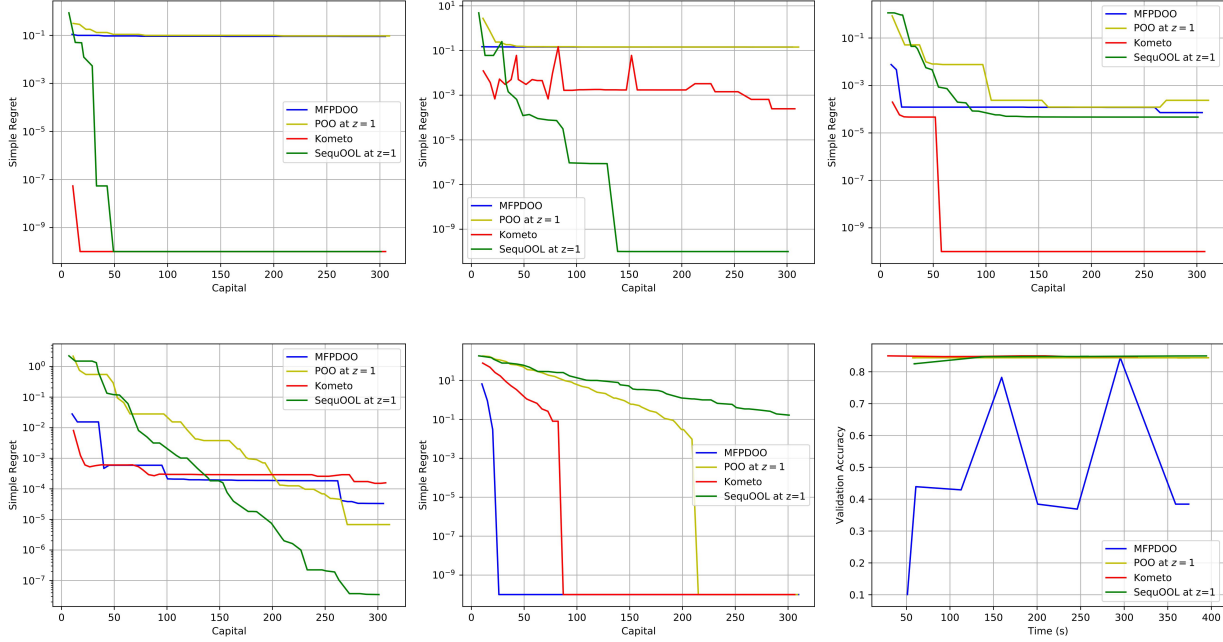 10⁻¹
10⁻³
10⁻⁵
10⁻⁷
10⁻⁹
Simple Regret
0 50 100 150 200 250 300
Capital
MFPDOO
POO at z = 1
Kometo
SequOOL at z=1
10¹
10⁻¹
10⁻³
10⁻⁵
10⁻⁷
10⁻⁹
Simple Regret
0 50 100 150 200 250 300
Capital
MFPDOO
POO at z = 1
Kometo
SequOOL at z=1
10⁻¹
10⁻³
10⁻⁵
10⁻⁷
10⁻⁹
Simple Regret
0 50 100 150 200 250 300
Capital
MFPDOO
POO at z = 1
Kometo
SequOOL at z=1
10⁰
10⁻¹
10⁻²
10⁻³
10⁻⁴
10⁻⁵
10⁻⁶
10⁻⁷
Simple Regret
0 50 100 150 200 250 300
Capital
MFPDOO
POO at z = 1
Kometo
SequOOL at z=1
10¹
10⁻¹
10⁻³
10⁻⁵
10⁻⁷
10⁻⁹
Simple Regret
0 50 100 150 200 250 300
Capital
MFPDOO
POO at z = 1
Kometo
SequOOL at z=1
0.8
0.7
0.6
0.5
0.4
0.3
0.2
0.1
Validation Accuracy
0 50 100 150 200 250 300 350 400
Time (s)
MFPDOO
POO at z = 1
Kometo
SequOOL at z=1